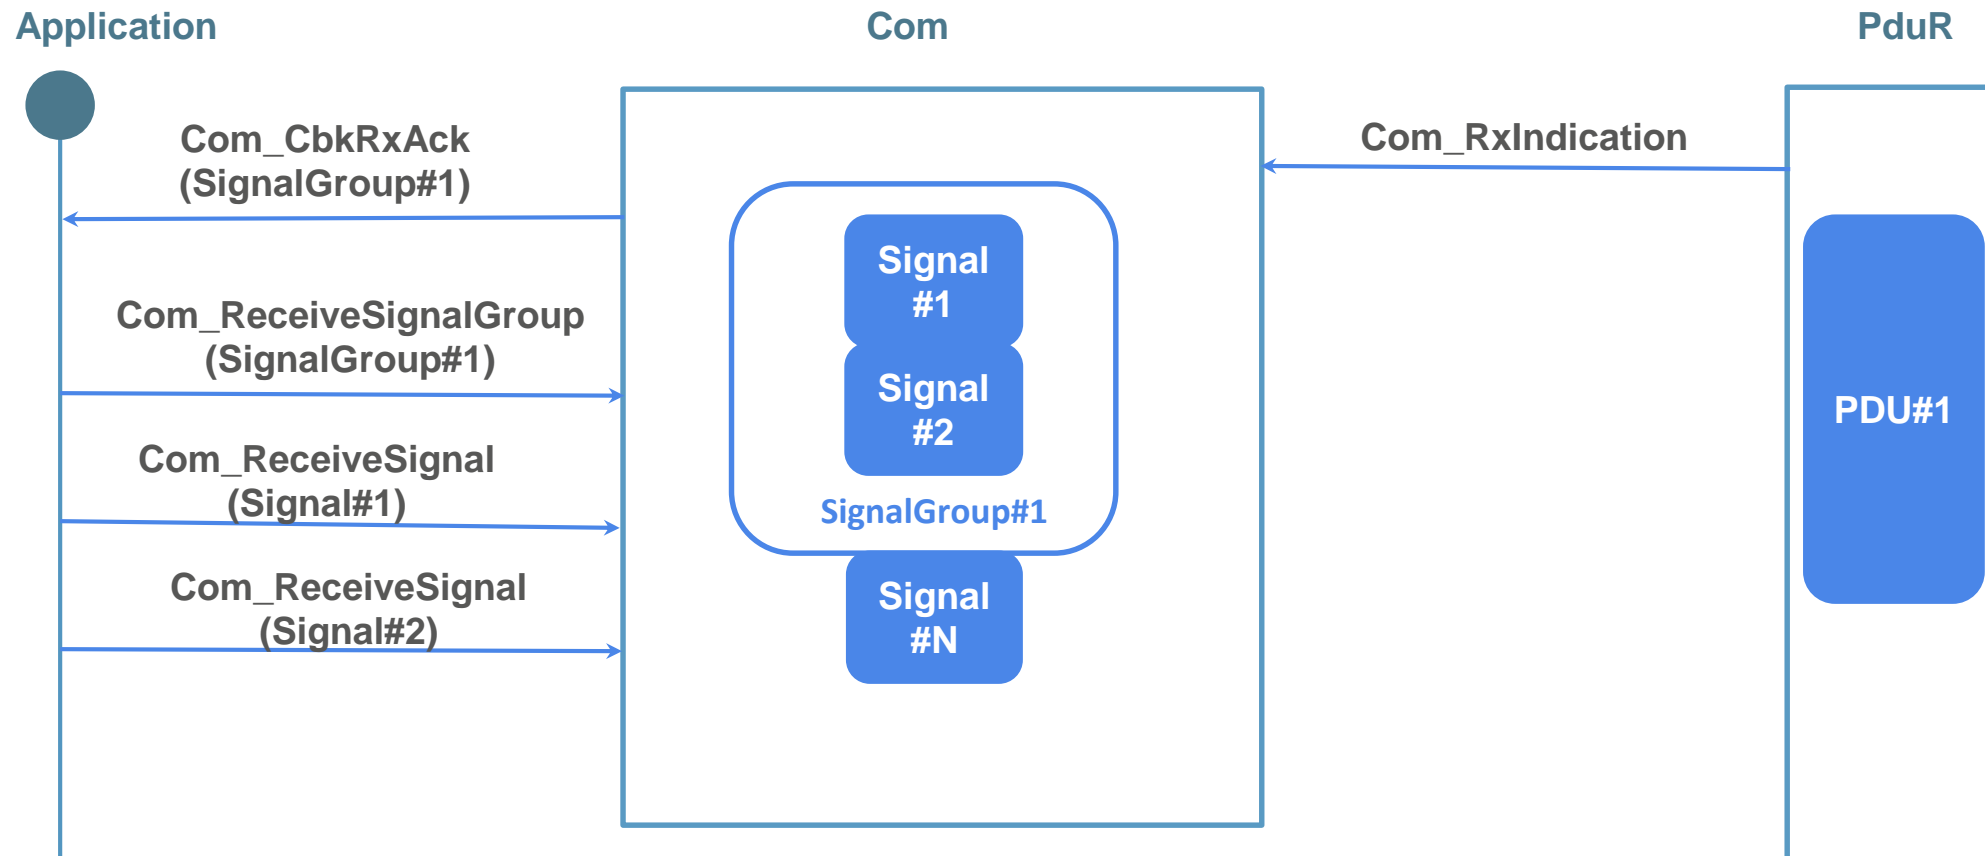 Application
Com
PduR
Com_CbkRxAck
(SignalGroup#1)
Com_RxIndication
Com_ReceiveSignalGroup
(SignalGroup#1)
Com_ReceiveSignal
(Signal#1)
Com_ReceiveSignal
(Signal#2)
Signal
#1
Signal
#2
SignalGroup#1
Signal
#N
PDU#1